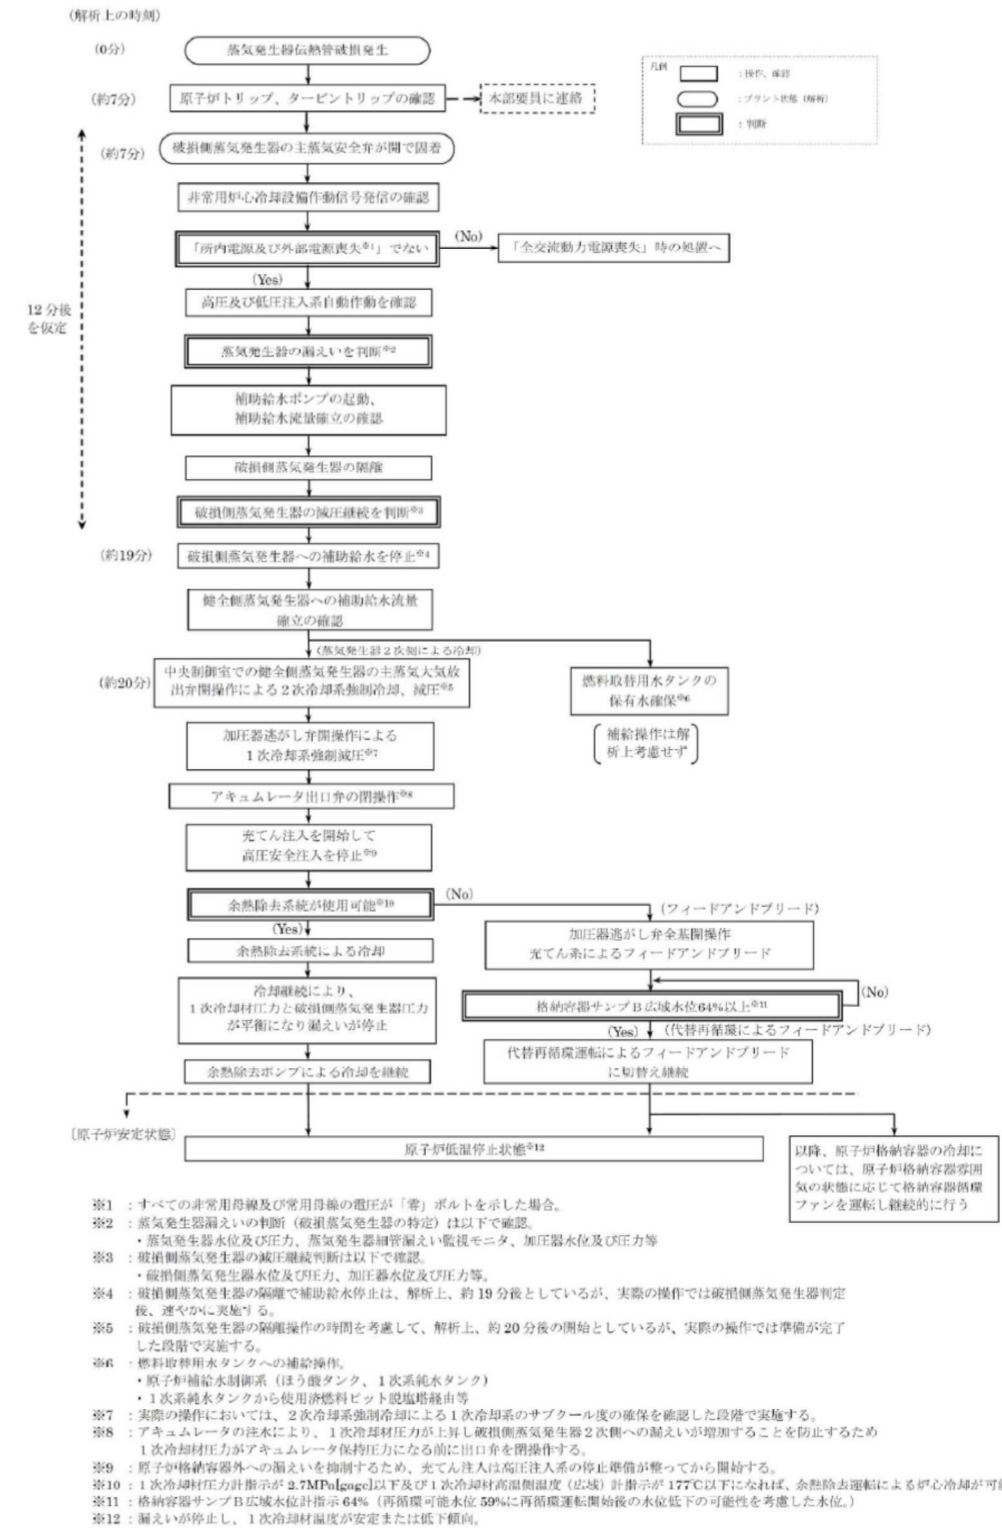 (解析上の時刻)
(0分)
蒸気発生器伝熱管破損発生
凡例
：操作、確認
：プラント状態（解析）
：判断
(約7分)
原子炉トリップ、タービントリップの確認
本部要員に連絡
(約7分)
破損側蒸気発生器の主蒸気安全弁が開で固着
非常用炉心冷却設備作動信号発信の確認
「所内電源及び外部電源喪失※1」でない
(No)
「全交流動力電源喪失」時の処置へ
(Yes)
高圧及び低圧注入系自動作動を確認
12分後
を仮定
蒸気発生器の漏えいを判断※2
補助給水ポンプの起動、
補助給水流量確立の確認
破損側蒸気発生器の隔離
破損側蒸気発生器の減圧継続を判断※3
(約19分)
破損側蒸気発生器への補助給水を停止※4
健全側蒸気発生器への補助給水流量
確立の確認
(蒸気発生器2次側による冷却)
(約20分)
中央制御室での健全側蒸気発生器の主蒸気大気放
出弁開操作による2次冷却系強制冷却、減圧※5
燃料取替用水タンクの
保有水確保※6
補給操作は解
析上考慮せず
加圧器逃がし弁開操作による
1次冷却系強制減圧※7
アキュムレータ出口弁の閉操作※8
充てん注入を開始して
高圧安全注入を停止※9
余熱除去系統が使用可能※10
(No)
(フィードアンドブリード)
(Yes)
加圧器逃がし弁全基開操作
充てん系によるフィードアンドブリード
余熱除去系統による冷却
冷却継続により、
1次冷却材圧力と破損側蒸気発生器圧力
が平衡になり漏えいが停止
格納容器サンプB広域水位64%以上※11
(No)
(Yes)
(代替再循環によるフィードアンドブリード)
代替再循環運転によるフィードアンドブリード
に切替え継続
余熱除去ポンプによる冷却を継続
〔原子炉安定状態〕
原子炉低温停止状態※12
以降、原子炉格納容器の冷却に
ついては、原子炉格納容器雰囲
気の状態に応じて格納容器循環
ファンを運転し継続的に行う
※1 ：すべての非常用母線及び常用母線の電圧が「零」ボルトを示した場合。
※2 ：蒸気発生器漏えいの判断（破損蒸気発生器の特定）は以下で確認。
・蒸気発生器水位及び圧力、蒸気発生器細管漏えい監視モニタ、加圧器水位及び圧力等
※3 ：破損側蒸気発生器の減圧継続判断は以下で確認。
・破損側蒸気発生器水位及び圧力、加圧器水位及び圧力等。
※4 ：破損側蒸気発生器の隔離で補助給水停止は、解析上、約19分後としているが、実際の操作では破損側蒸気発生器判定
後、速やかに実施する。
※5 ：破損側蒸気発生器の隔離操作の時間を考慮して、解析上、約20分後の開始としているが、実際の操作では準備が完了
した段階で実施する。
※6 ：燃料取替用水タンクへの補給操作。
・原子炉補給水制御系（ほう酸タンク、1次系純水タンク）
・1次系純水タンクから使用済燃料ピット脱塩塔経由等
※7 ：実際の操作においては、2次冷却系強制冷却による1次冷却系のサブクール度の確保を確認した段階で実施する。
※8 ：アキュムレータの注水により、1次冷却材圧力が上昇し破損側蒸気発生器2次側への漏えいが増加することを防止するため
1次冷却材圧力がアキュムレータ保持圧力になる前に出口弁を閉操作する。
※9 ：原子炉格納容器外への漏えいを抑制するため、充てん注入は高圧注入系の停止準備が整ってから開始する。
※10 ：1次冷却材圧力計指示が2.7MPa[gage]以下及び1次冷却材高温側温度（広域）計指示が177℃以下になれば、余熱除去運転による炉心冷却が可
※11 ：格納容器サンプB広域水位計指示64%（再循環可能水位59%に再循環運転開始後の水位低下の可能性を考慮した水位。）
※12 ：漏えいが停止し、1次冷却材温度が安定または低下傾向。